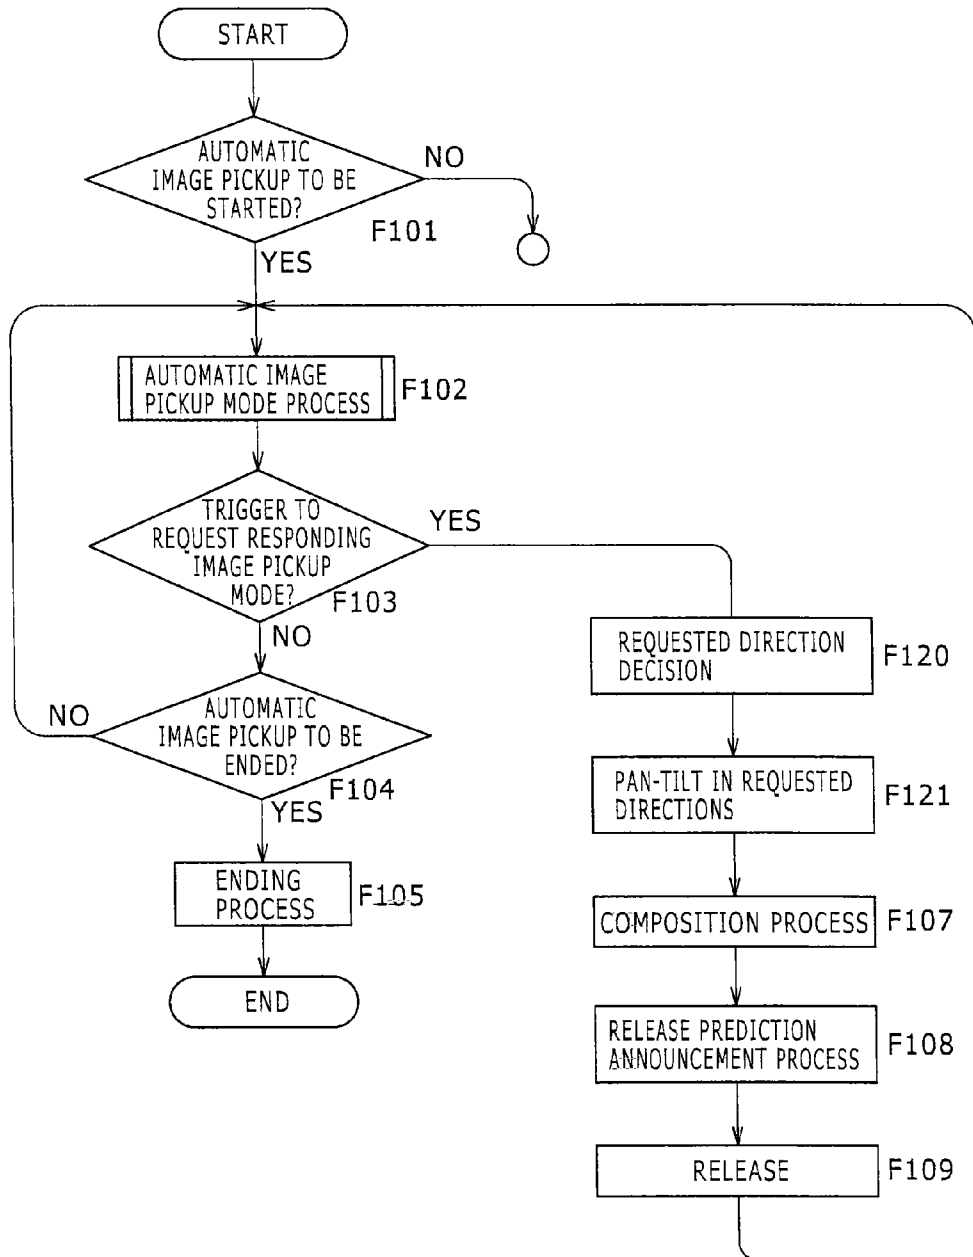 START
AUTOMATIC
IMAGE PICKUP TO BE
STARTED?
NO
F101
YES
AUTOMATIC IMAGE
PICKUP MODE PROCESS
F102
TRIGGER TO
REQUEST RESPONDING
IMAGE PICKUP
MODE?
YES
F103
NO
AUTOMATIC
IMAGE PICKUP TO BE
ENDED?
NO
F104
YES
ENDING
PROCESS
F105
END
REQUESTED DIRECTION
DECISION
F120
PAN-TILT IN REQUESTED
DIRECTIONS
F121
COMPOSITION PROCESS
F107
RELEASE PREDICTION
ANNOUNCEMENT PROCESS
F108
RELEASE
F109